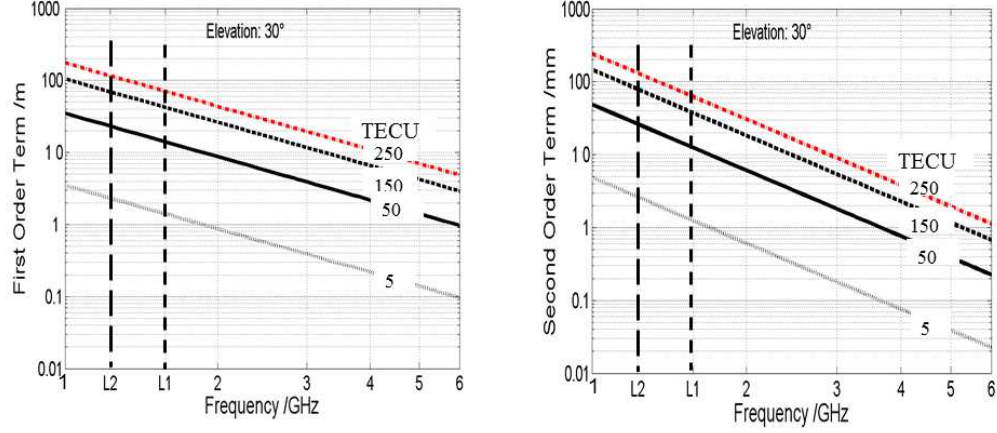 1000
100
10
1
0.1
0.01
First Order Term /m
Elevation: 30°
TECU
250
150
50
5
1
L2
L1
2
3
4
5
6
Frequency /GHz
1000
100
10
1
0.1
0.01
Second Order Term /mm
Elevation: 30°
TECU
250
150
50
5
1
L2
L1
2
3
4
5
6
Frequency /GHz